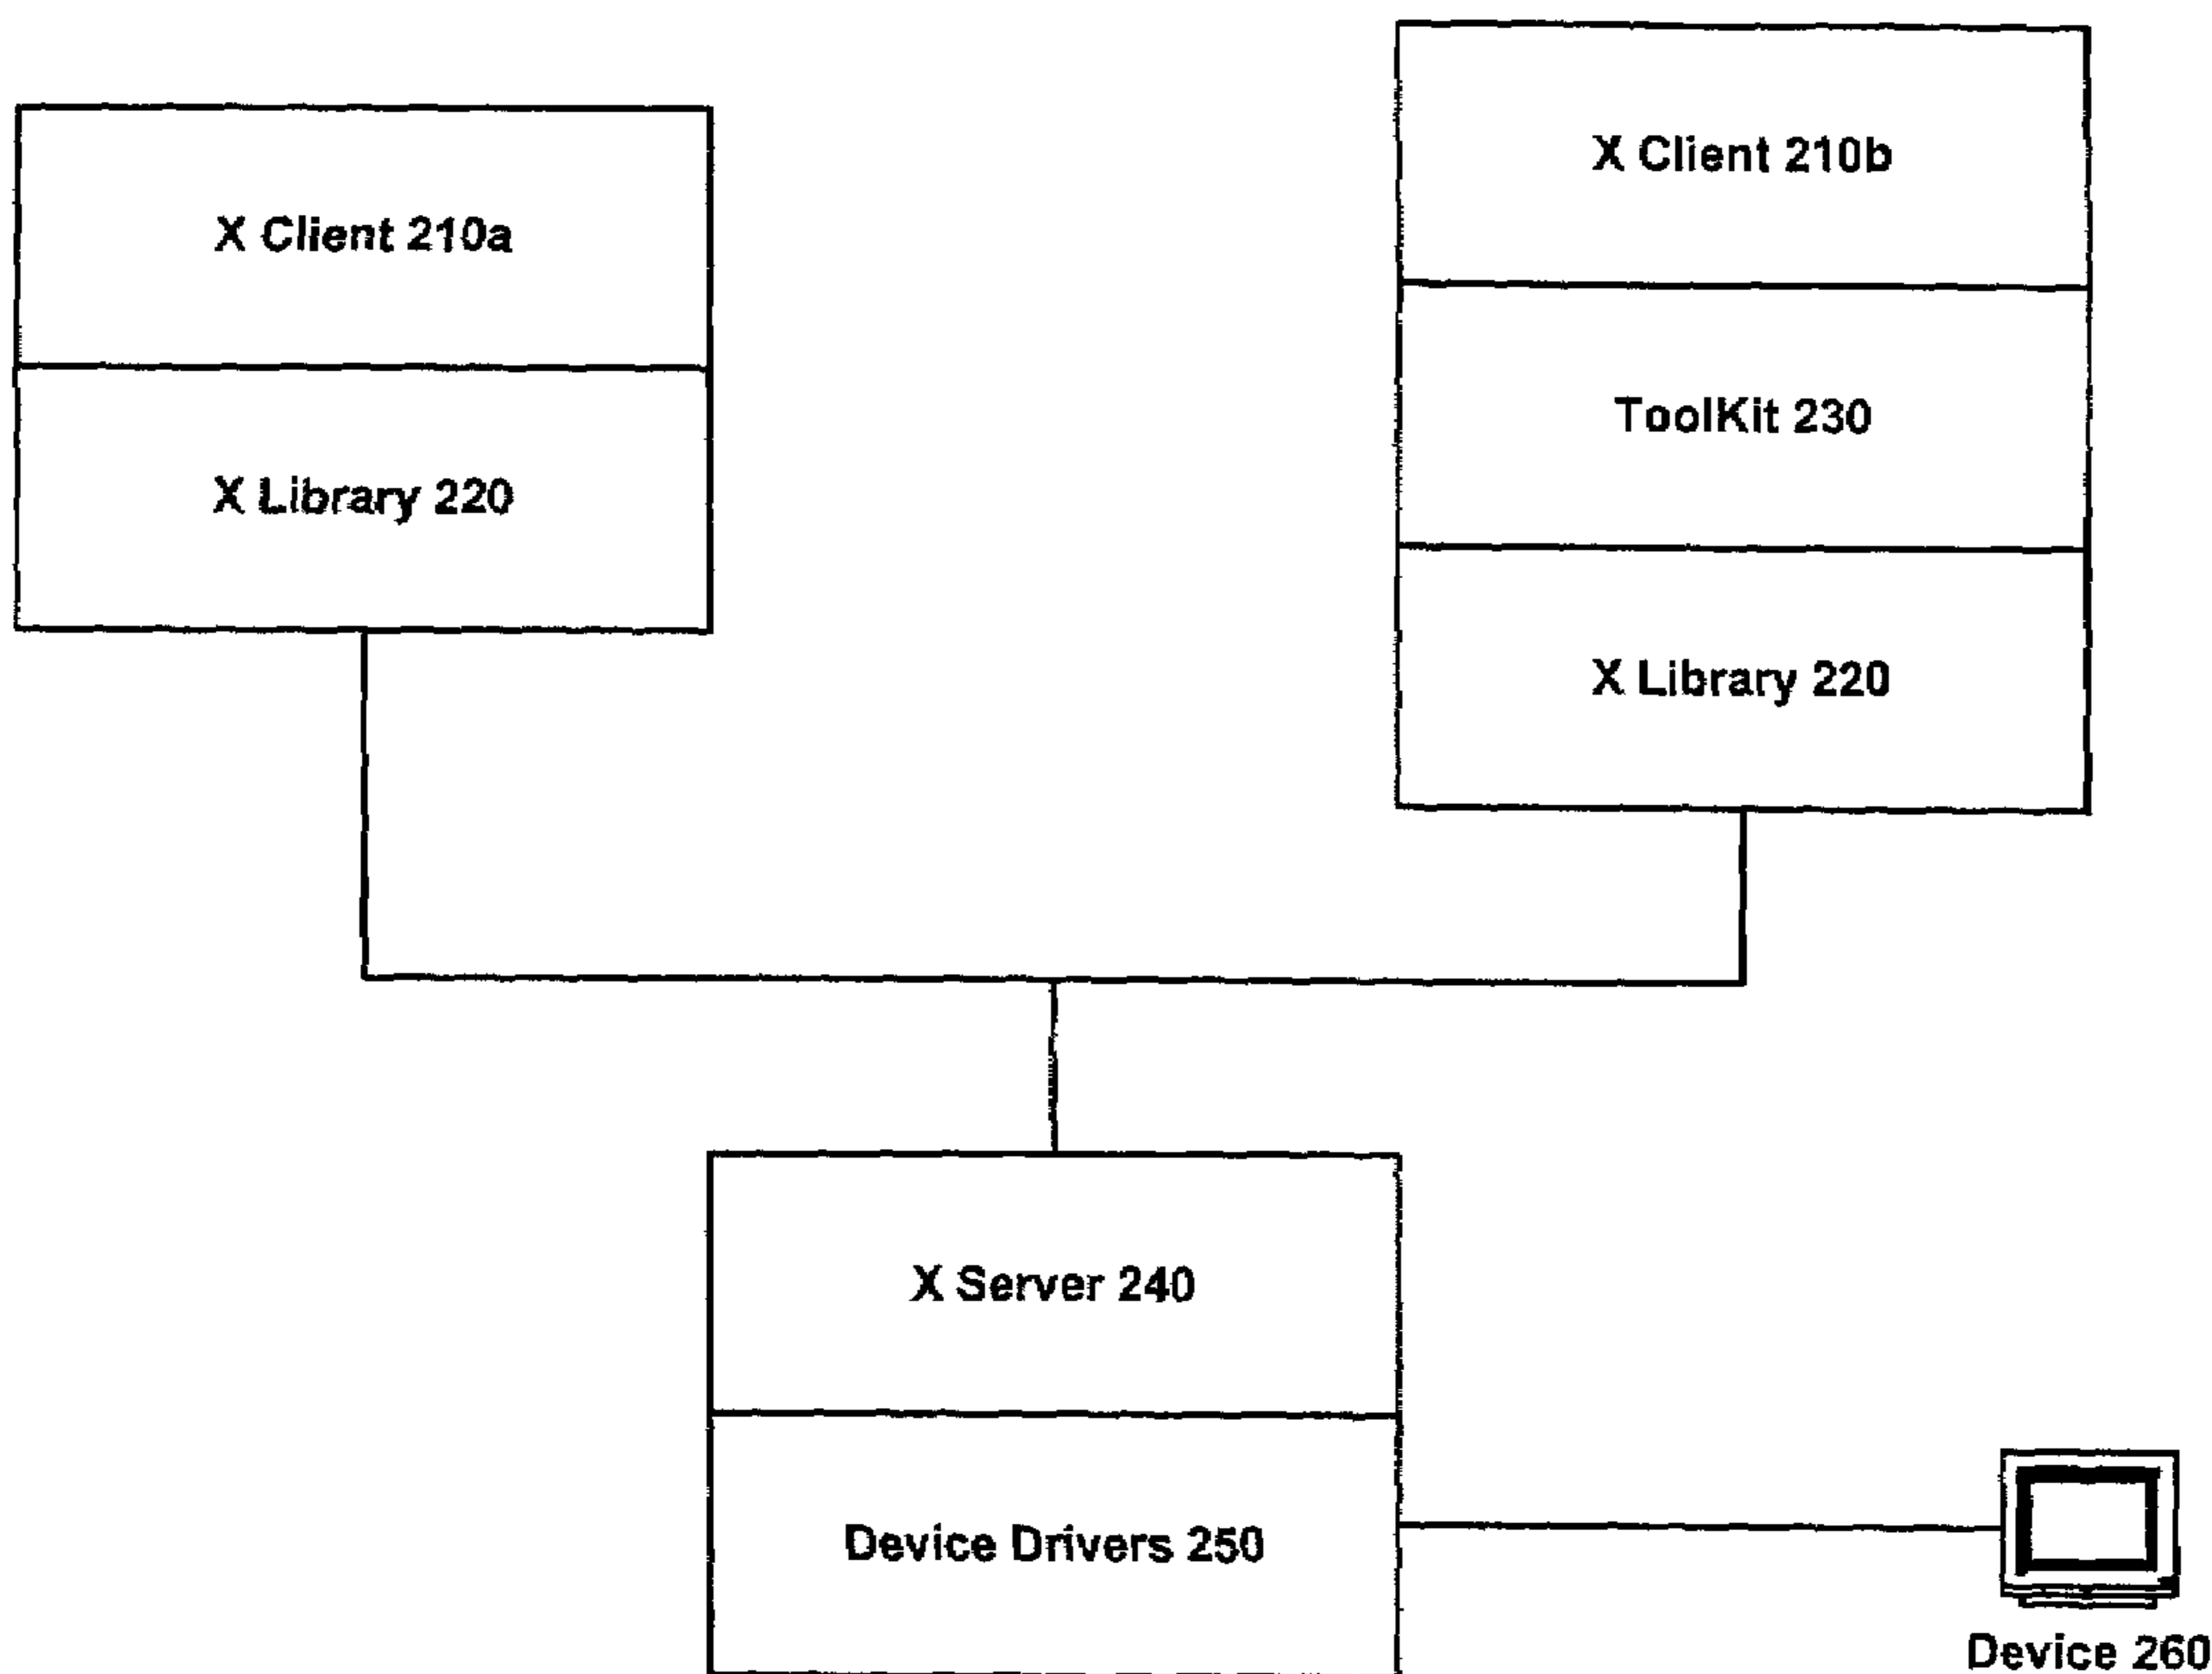 X Client 210a
X Library 220
X Client 210b
ToolKit 230
X Library 220
X Server 240
Device Drivers 250
Device 260